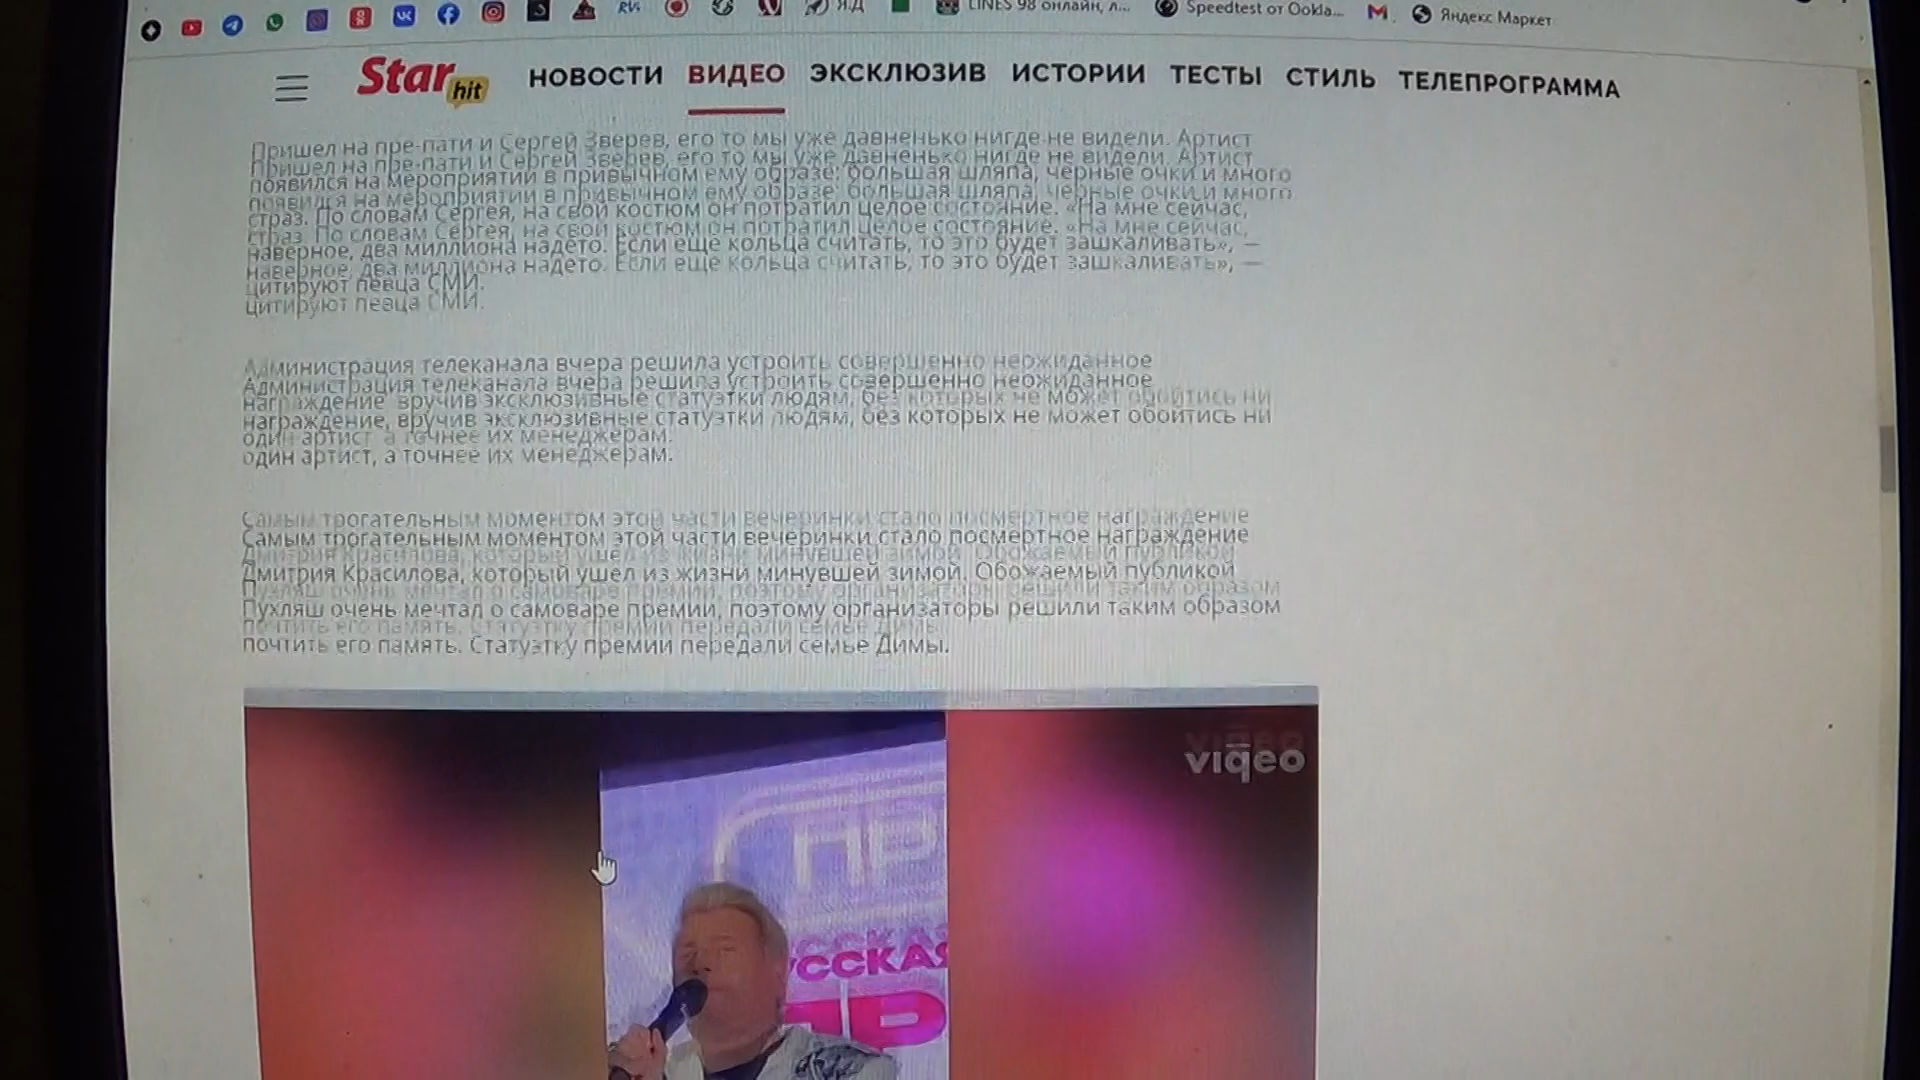 RV
Я.Д
LINES 98 онлайн, л...
Speedtest от Ookla...
Яндекс Маркет
Star hit
НОВОСТИ ВИДЕО ЭКСКЛЮЗИВ ИСТОРИИ ТЕСТЫ СТИЛЬ ТЕЛЕПРОГРАММА
Пришел на пре-пати и Сергей Зверев, его то мы уже давненько нигде не видели. Артист
появился на мероприятии в привычном ему образе: большая шляпа, черные очки и много
страз. По словам Сергея, на свой костюм он потратил целое состояние. «На мне сейчас,
наверное, два миллиона надето. Если еще кольца считать, то это будет зашкаливать», —
цитируют певца СМИ.
Администрация телеканала вчера решила устроить совершенно неожиданное
награждение, вручив эксклюзивные статуэтки людям, без которых не может обойтись ни
один артист, а точнее их менеджерам.
Самым трогательным моментом этой части вечеринки стало посмертное награждение
Дмитрия Красилова, который ушел из жизни минувшей зимой. Обожаемый публикой
Пухляш очень мечтал о самоваре премии, поэтому организаторы решили таким образом
почтить его память. Статуэтку премии передали семье Димы.
viqeo
ПР
УССКАЯ